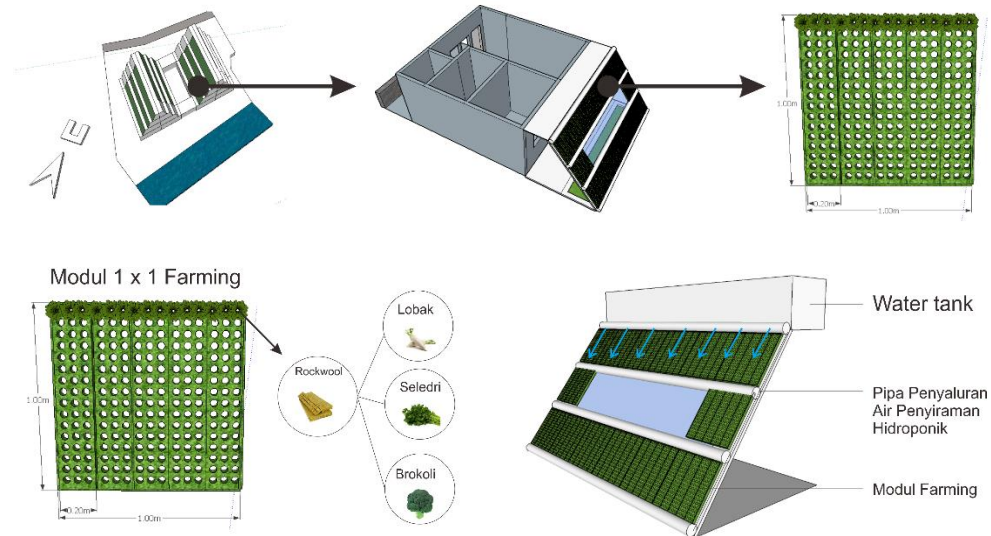 1.00m
0.20m
1.00m
Modul 1 x 1 Farming
1.00m
0.20m
1.00m
Rockwool
Lobak
Seledri
Brokoli
Water tank
Pipa Penyaluran
Air Penyiraman
Hidroponik
Modul Farming